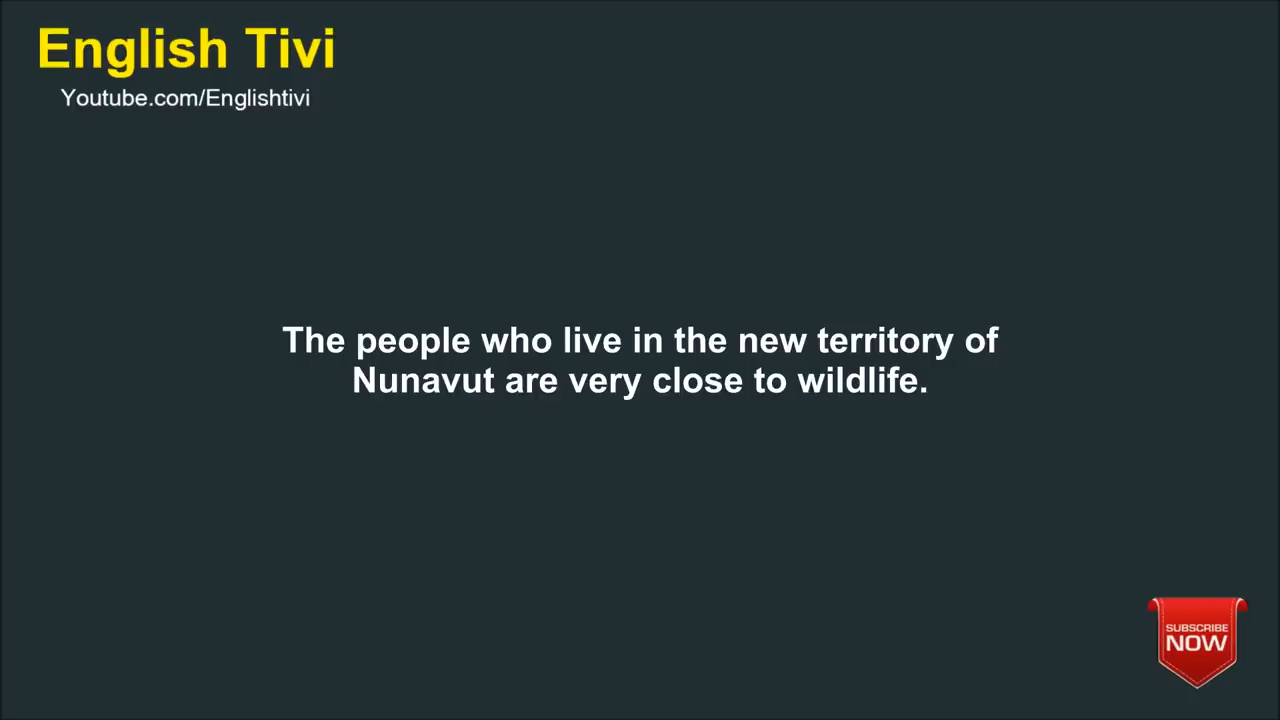 English Tivi
Youtube.com/Englishtivi
The people who live in the new territory of
Nunavut are very close to wildlife.
SUBSCRIBE
NOW